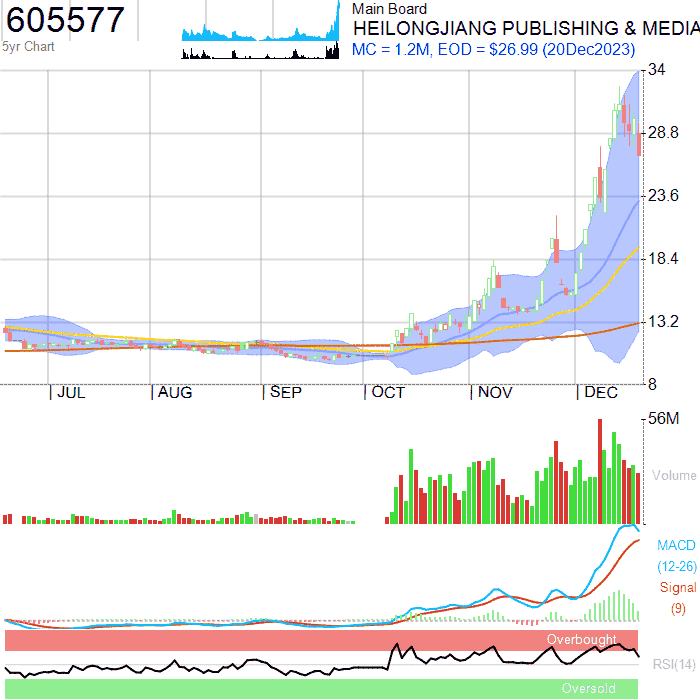 605577
5yr Chart
Main Board
HEILONGJIANG PUBLISHING & MEDIA
MC = 1.2M, EOD = $26.99 (20Dec2023)
34
28.8
23.6
18.4
13.2
8
JUL
AUG
SEP
OCT
NOV
DEC
56M
Volume
MACD
(12-26)
Signal
(9)
Overbought
RSI(14)
Oversold